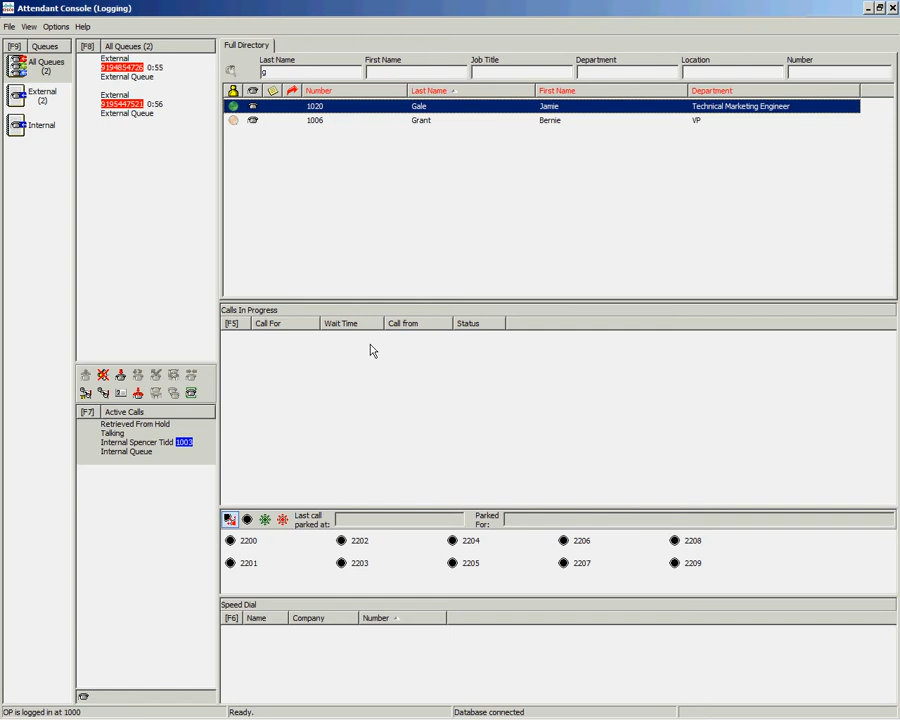 Attendant Console (Logging)
File View Options Help
[F9] Queues
All Queues
(2)
External
(2)
Internal
[F8] All Queues (2)
External
9194854726 0:55
External Queue
External
9195447521 0:56
External Queue
[F7] Active Calls
Retrieved From Hold
Talking
Internal Spencer Tidd 1003
Internal Queue
Full Directory
Last Name First Name Job Title Department Location Number
g
Number Last Name First Name Department
1020 Gale Jamie Technical Marketing Engineer
1006 Grant Bernie VP
Calls In Progress
[F5] Call For Wait Time Call from Status
Last call parked at: Parked For:
2200 2202 2204 2206 2208
2201 2203 2205 2207 2209
Speed Dial
[F6] Name Company Number
OP is logged in at 1000 Ready. Database connected